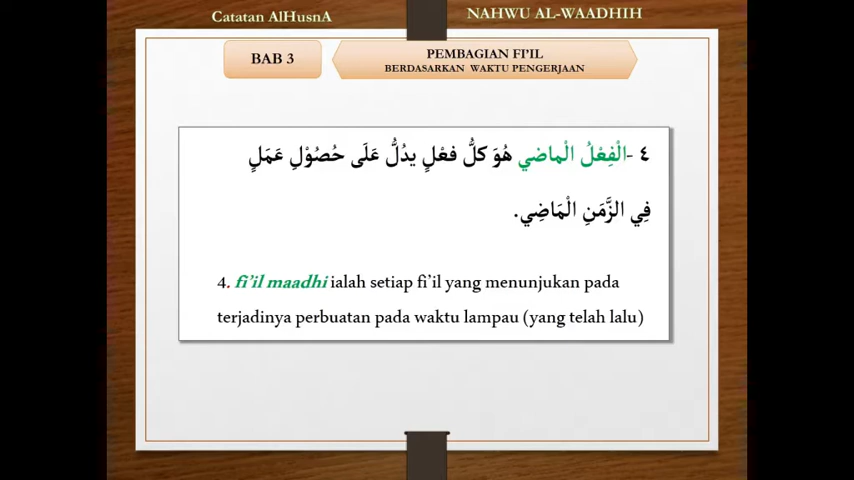 Catatan AlHusnA
NAHWU AL-WAADHIH
BAB 3
PEMBAGIAN FI'IL
BERDASARKAN WAKTU PENGERJAAN
٤ -الْفِعْلُ الْماضي هُوَ كلُّ فعْلٍ يدُلُّ عَلَى حُصُوْلِ عَمَلٍ
فِي الزَّمَنِ الْمَاضِي.
4. fi'il maadhi ialah setiap fi'il yang menunjukan pada
terjadinya perbuatan pada waktu lampau (yang telah lalu)